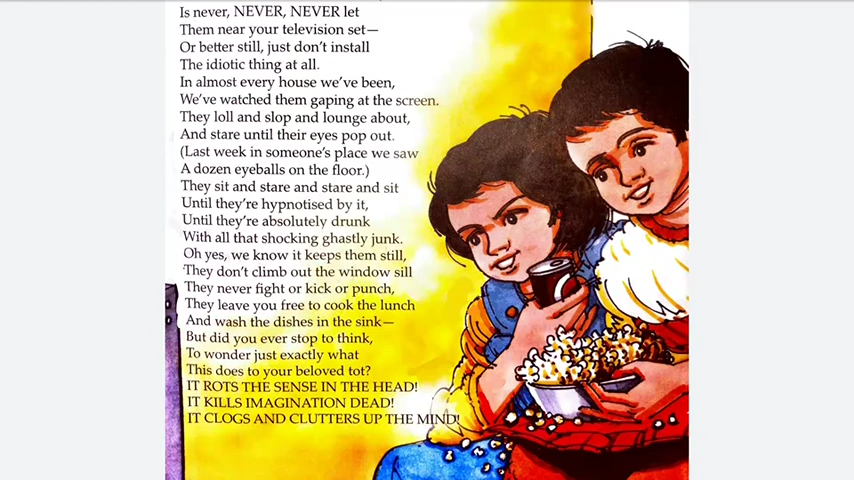 Is never, NEVER, NEVER let
Them near your television set—
Or better still, just don't install
The idiotic thing at all.
In almost every house we've been,
We've watched them gaping at the screen.
They loll and slop and lounge about,
And stare until their eyes pop out.
(Last week in someone's place we saw
A dozen eyeballs on the floor.)
They sit and stare and stare and sit
Until they're hypnotised by it,
Until they're absolutely drunk
With all that shocking ghastly junk.
Oh yes, we know it keeps them still,
They don't climb out the window sill
They never fight or kick or punch,
They leave you free to cook the lunch
And wash the dishes in the sink—
But did you ever stop to think,
To wonder just exactly what
This does to your beloved tot?
IT ROTS THE SENSE IN THE HEAD!
IT KILLS IMAGINATION DEAD!
IT CLOGS AND CLUTTERS UP THE MIND!